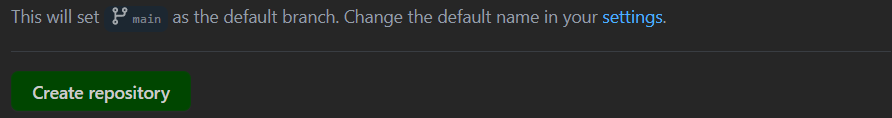 This will set main as the default branch. Change the default name in your settings.
Create repository